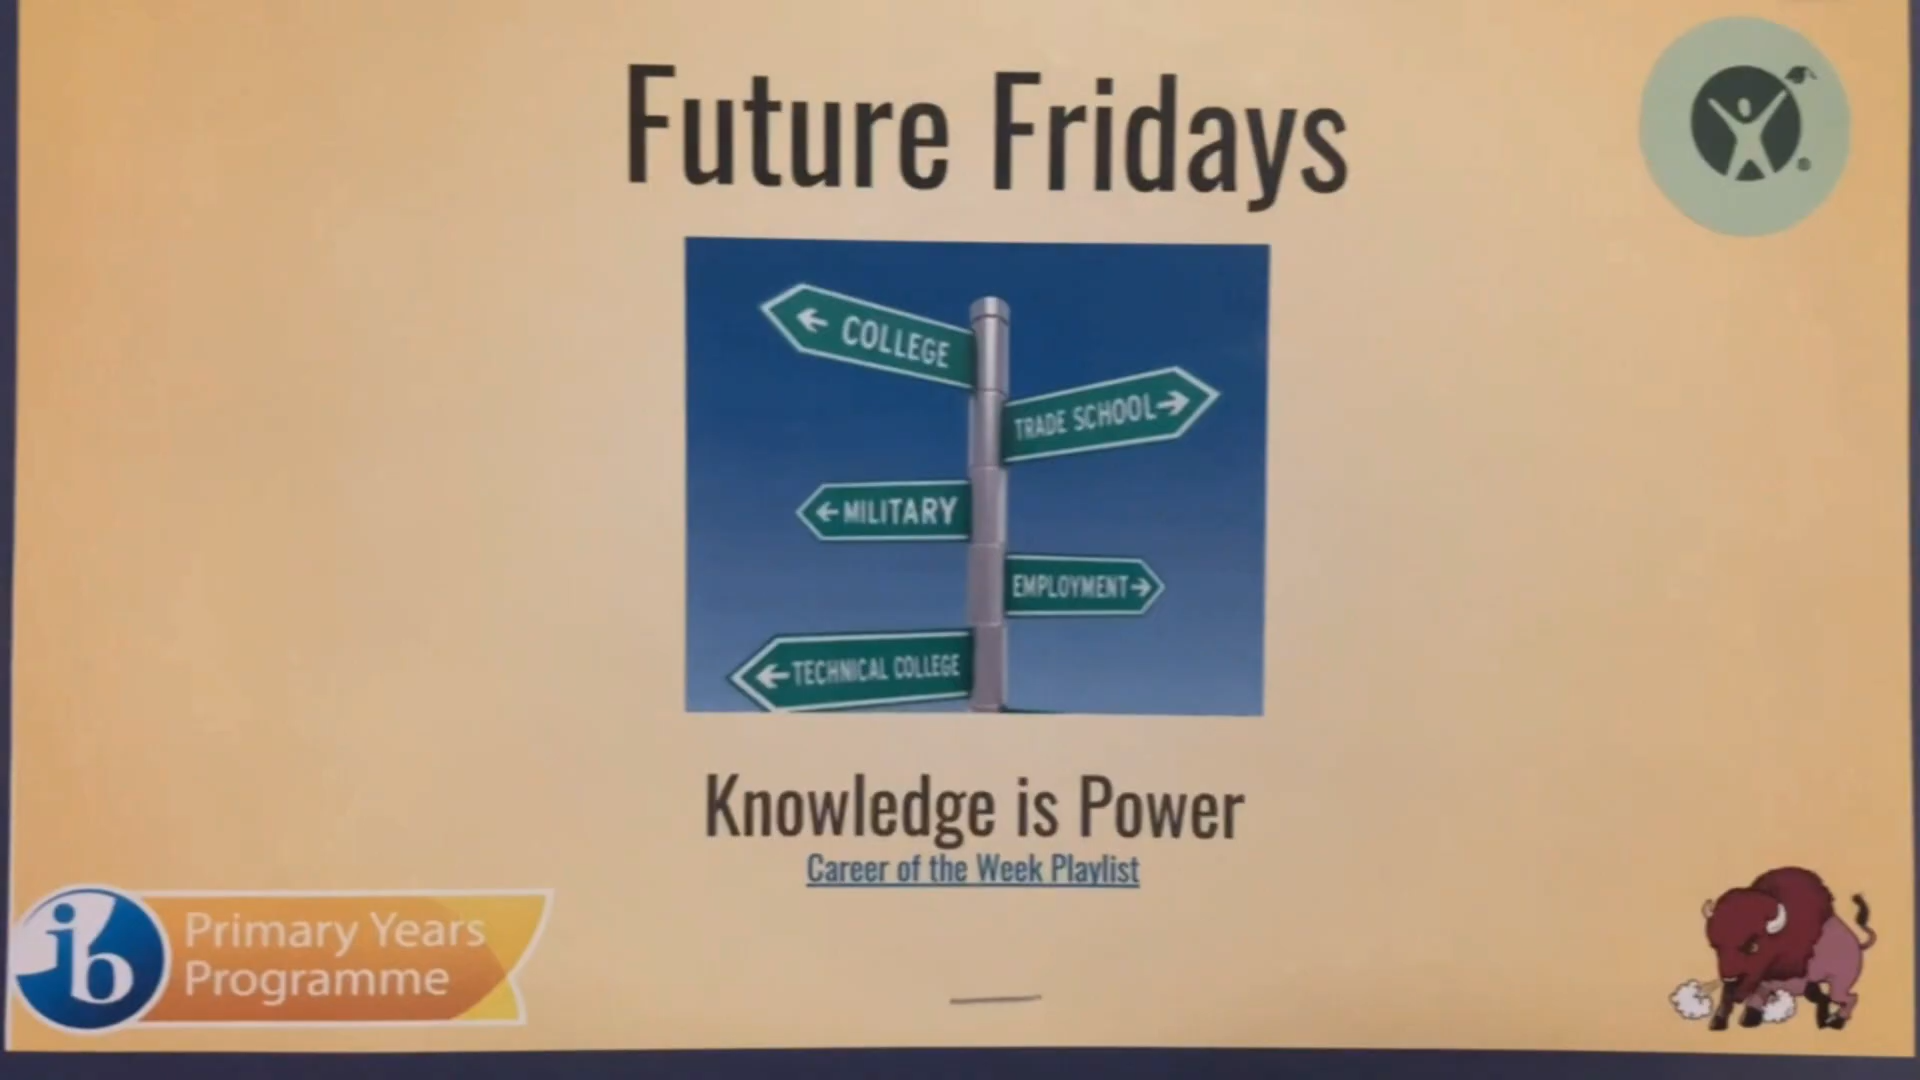 Future Fridays
®
← COLLEGE
TRADE SCHOOL →
← MILITARY
EMPLOYMENT →
← TECHNICAL COLLEGE
Knowledge is Power
Career of the Week Playlist
ib
Primary Years
Programme